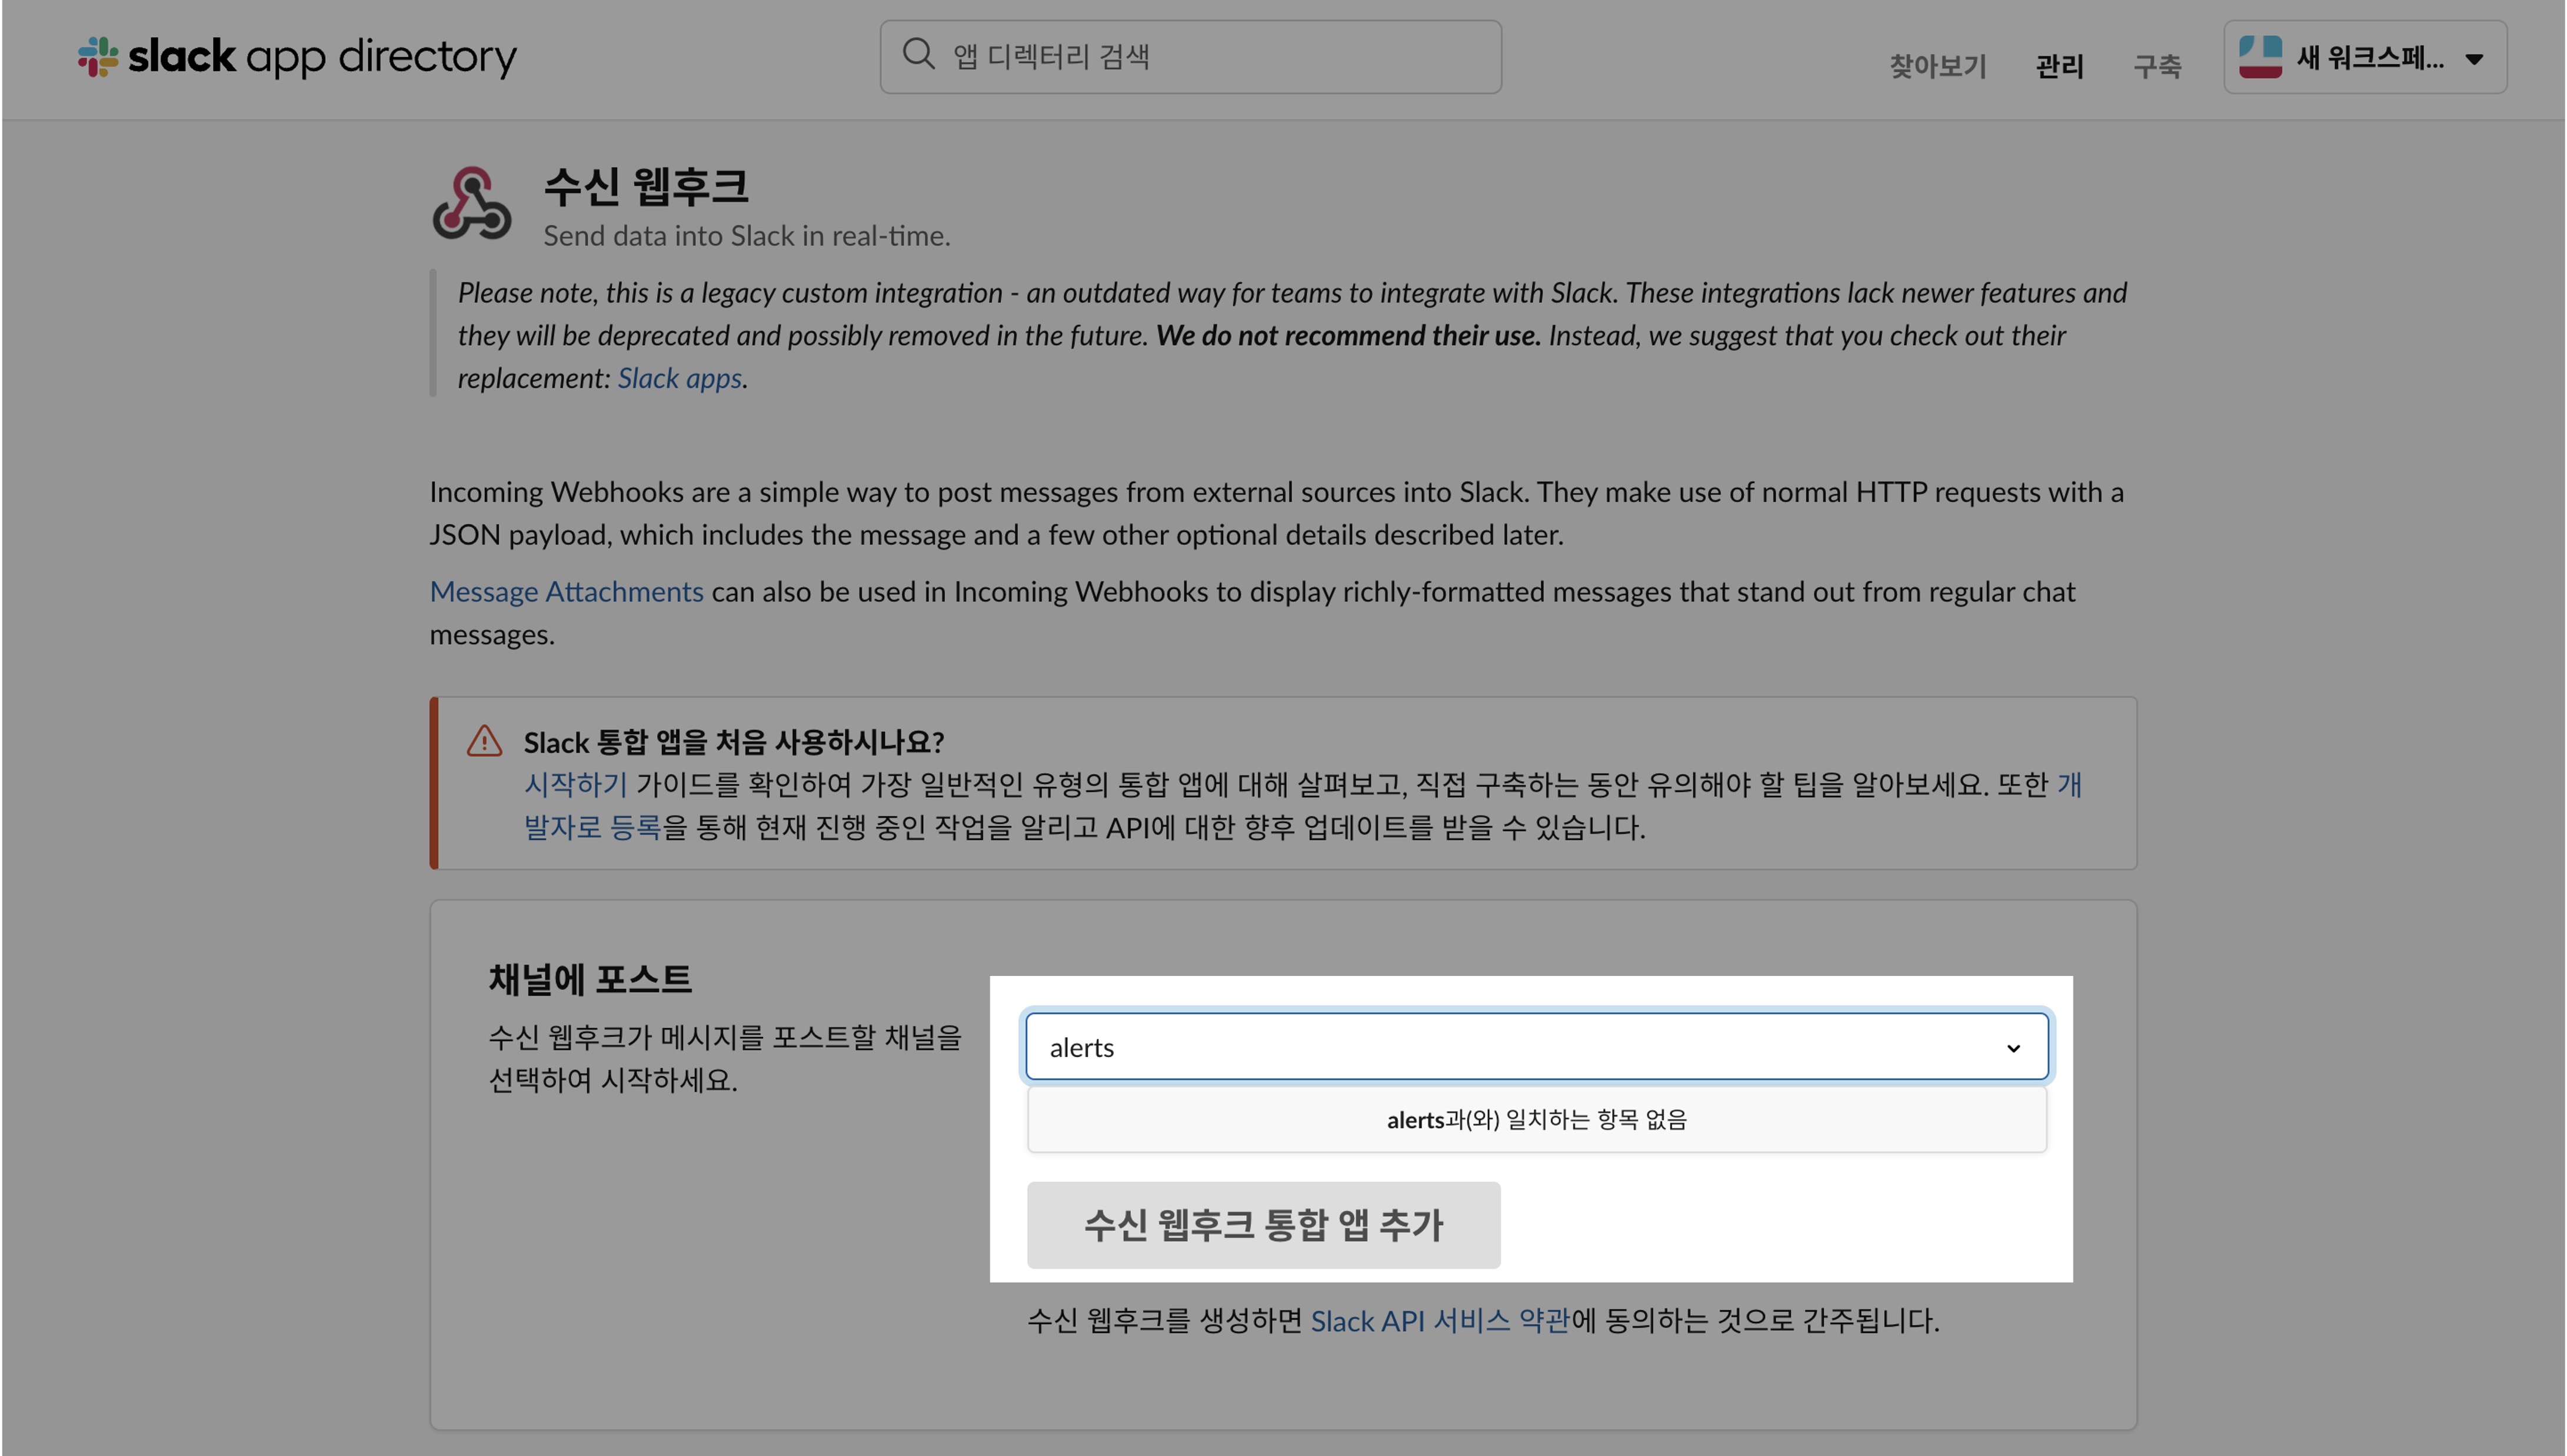 slack app directory
앱 디렉터리 검색
찾아보기
관리
구축
새 워크스페...
수신 웹후크
Send data into Slack in real-time.
Please note, this is a legacy custom integration - an outdated way for teams to integrate with Slack. These integrations lack newer features and
they will be deprecated and possibly removed in the future. We do not recommend their use. Instead, we suggest that you check out their
replacement: Slack apps.
Incoming Webhooks are a simple way to post messages from external sources into Slack. They make use of normal HTTP requests with a
JSON payload, which includes the message and a few other optional details described later.
Message Attachments can also be used in Incoming Webhooks to display richly-formatted messages that stand out from regular chat
messages.
Slack 통합 앱을 처음 사용하시나요?
시작하기 가이드를 확인하여 가장 일반적인 유형의 통합 앱에 대해 살펴보고, 직접 구축하는 동안 유의해야 할 팁을 알아보세요. 또한 개
발자로 등록을 통해 현재 진행 중인 작업을 알리고 API에 대한 향후 업데이트를 받을 수 있습니다.
채널에 포스트
수신 웹후크가 메시지를 포스트할 채널을
선택하여 시작하세요.
alerts
alerts과(와) 일치하는 항목 없음
수신 웹후크 통합 앱 추가
수신 웹후크를 생성하면 Slack API 서비스 약관에 동의하는 것으로 간주됩니다.